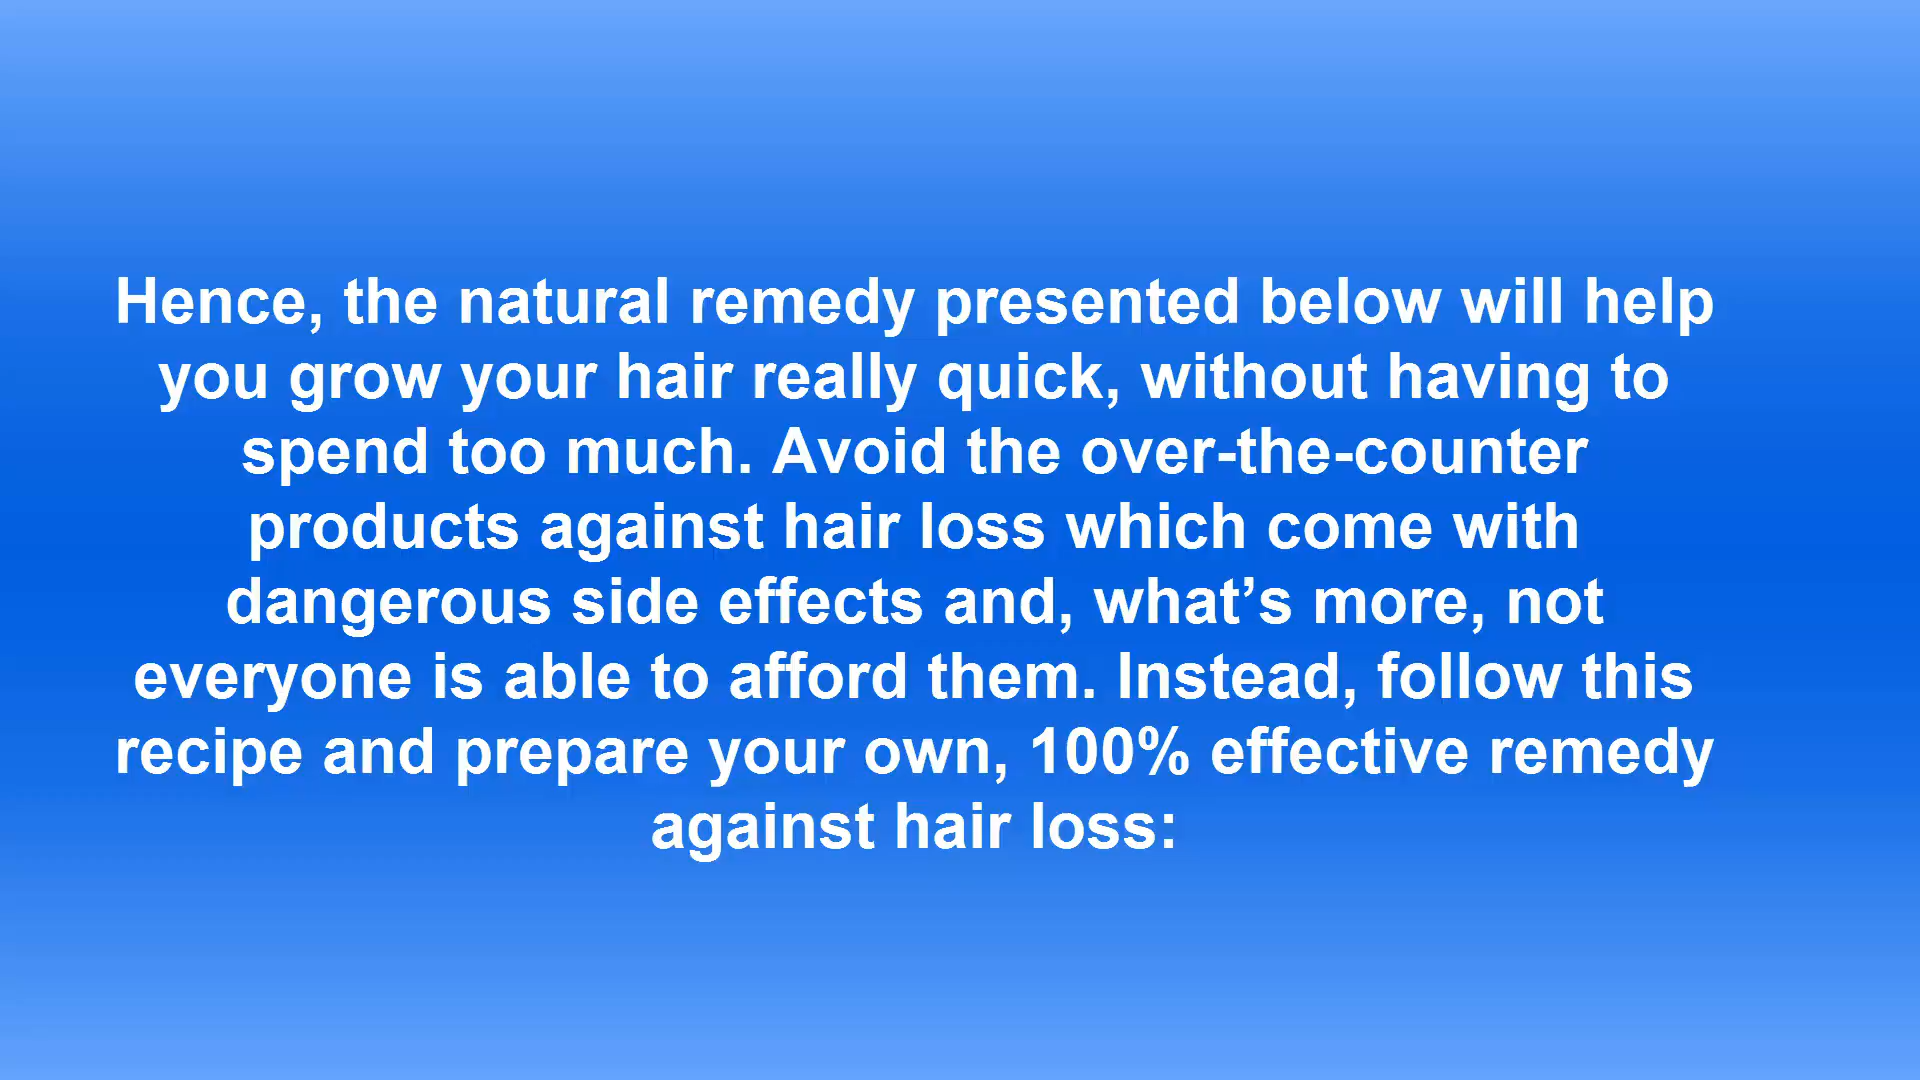 Hence, the natural remedy presented below will help
you grow your hair really quick, without having to
spend too much. Avoid the over-the-counter
products against hair loss which come with
dangerous side effects and, what’s more, not
everyone is able to afford them. Instead, follow this
recipe and prepare your own, 100% effective remedy
against hair loss: